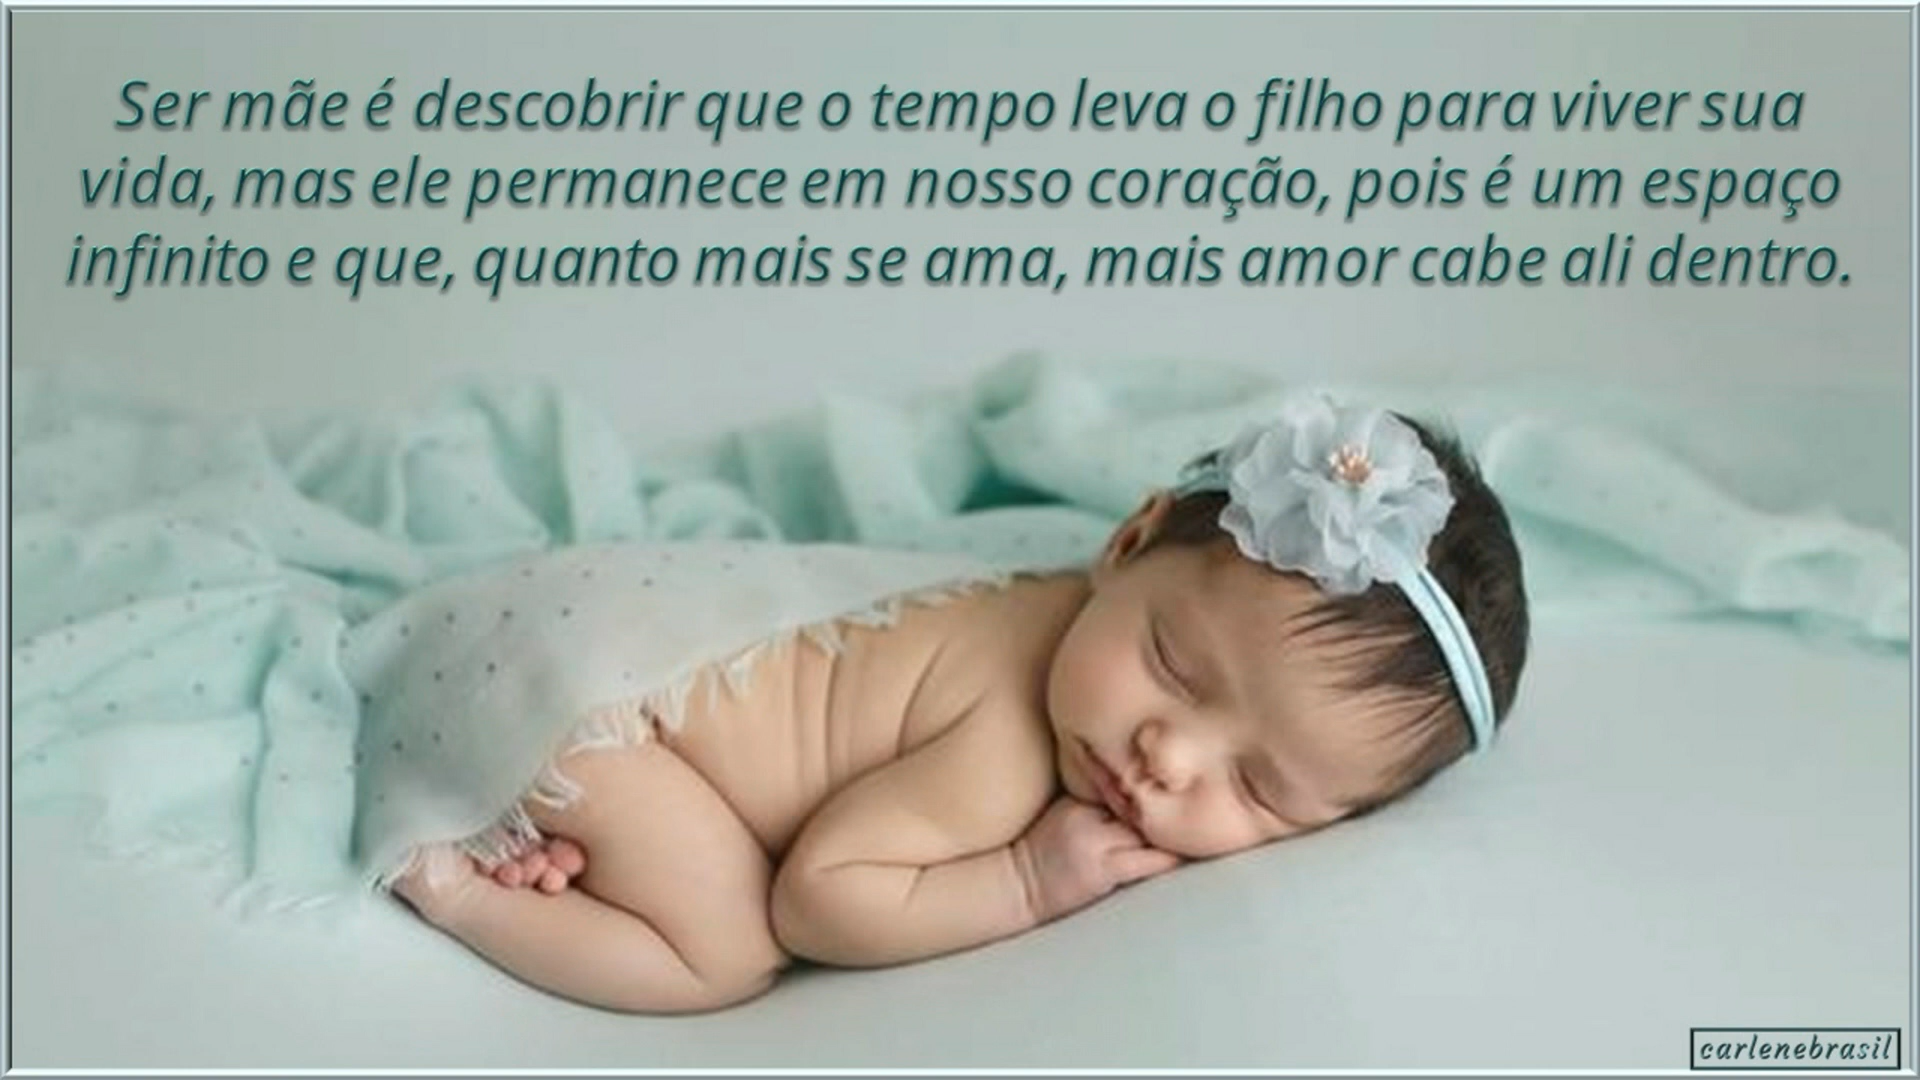 Ser mãe é descobrir que o tempo leva o filho para viver sua
vida, mas ele permanece em nosso coração, pois é um espaço
infinito e que, quanto mais se ama, mais amor cabe ali dentro.
carlenebrasil